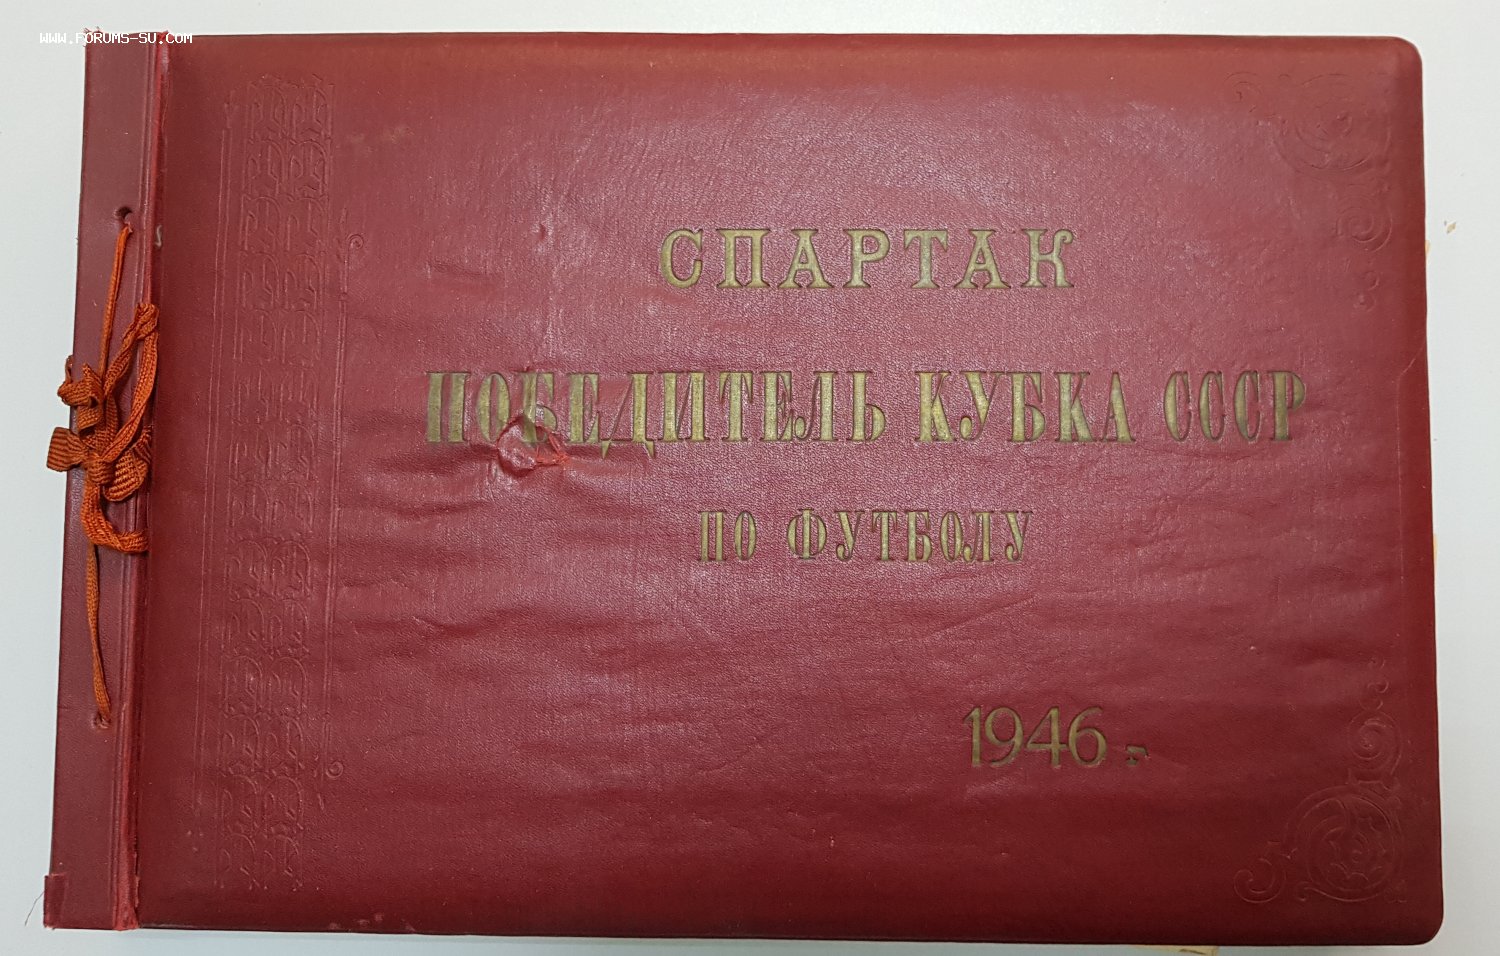 WWW.FORUMS-SU.COM
СПАРТАК
ПОБЕДИТЕЛЬ КУБКА СССР
ПО ФУТБОЛУ
1946 г.